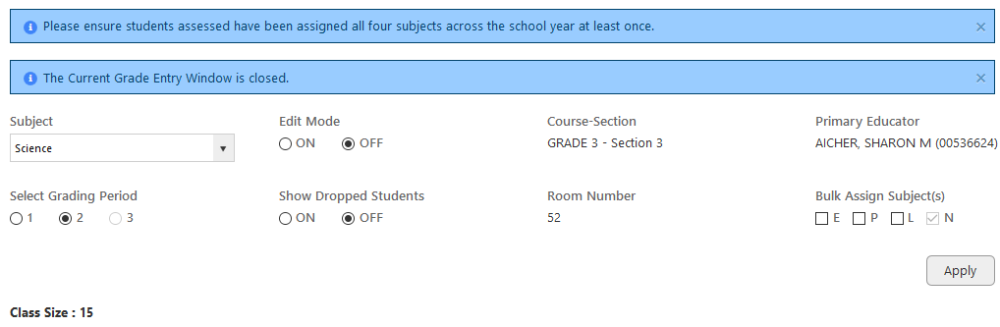 Please ensure students assessed have been assigned all four subjects across the school year at least once.
The Current Grade Entry Window is closed.
Subject Edit Mode Course-Section Primary Educator
Science ON OFF GRADE 3 - Section 3 AICHER, SHARON M (00536624)
Select Grading Period Show Dropped Students Room Number Bulk Assign Subject(s)
1 2 3 ON OFF 52 E P L N
Apply
Class Size : 15